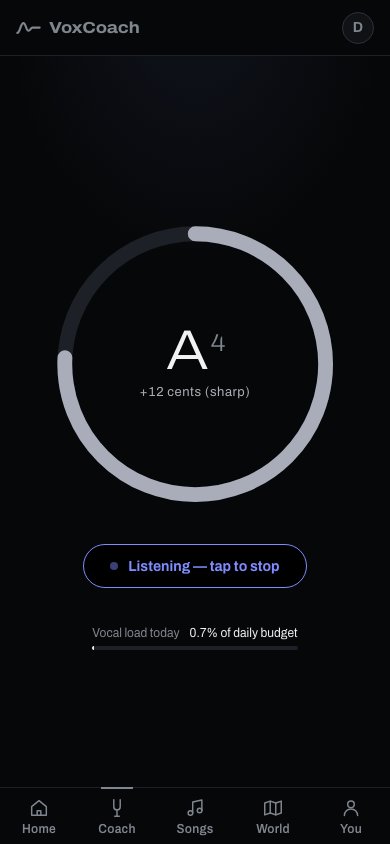 VoxCoach
D
A4
+12 cents (sharp)
Listening — tap to stop
Vocal load today 0.7% of daily budget
Home Coach Songs World You